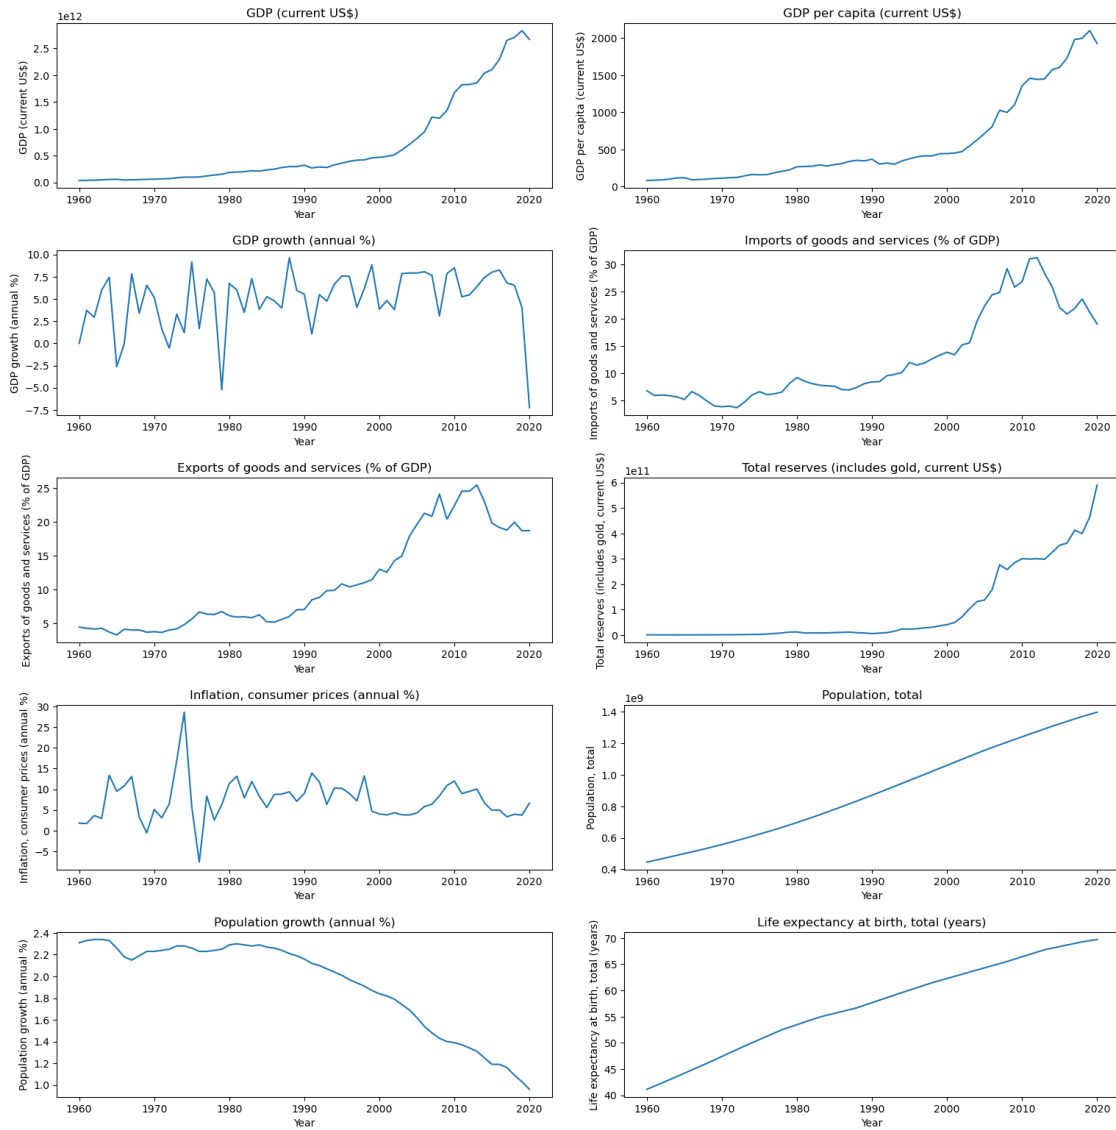 GDP (current US$)
1e12
GDP (current US$)
2.5
2.0
1.5
1.0
0.5
0.0
1960 1970 1980 1990 2000 2010 2020
Year
GDP per capita (current US$)
GDP per capita (current US$)
2000
1500
1000
500
0
1960 1970 1980 1990 2000 2010 2020
Year
GDP growth (annual %)
GDP growth (annual %)
10.0
7.5
5.0
2.5
0.0
−2.5
−5.0
−7.5
1960 1970 1980 1990 2000 2010 2020
Year
Imports of goods and services (% of GDP)
Imports of goods and services (% of GDP)
30
25
20
15
10
5
1960 1970 1980 1990 2000 2010 2020
Year
Exports of goods and services (% of GDP)
Exports of goods and services (% of GDP)
25
20
15
10
5
1960 1970 1980 1990 2000 2010 2020
Year
Total reserves (includes gold, current US$)
1e11
Total reserves (includes gold, current US$)
6
5
4
3
2
1
0
1960 1970 1980 1990 2000 2010 2020
Year
Inflation, consumer prices (annual %)
Inflation, consumer prices (annual %)
30
25
20
15
10
5
0
−5
1960 1970 1980 1990 2000 2010 2020
Year
Population, total
1e9
Population, total
1.4
1.2
1.0
0.8
0.6
0.4
1960 1970 1980 1990 2000 2010 2020
Year
Population growth (annual %)
Population growth (annual %)
2.4
2.2
2.0
1.8
1.6
1.4
1.2
1.0
1960 1970 1980 1990 2000 2010 2020
Year
Life expectancy at birth, total (years)
Life expectancy at birth, total (years)
70
65
60
55
50
45
40
1960 1970 1980 1990 2000 2010 2020
Year